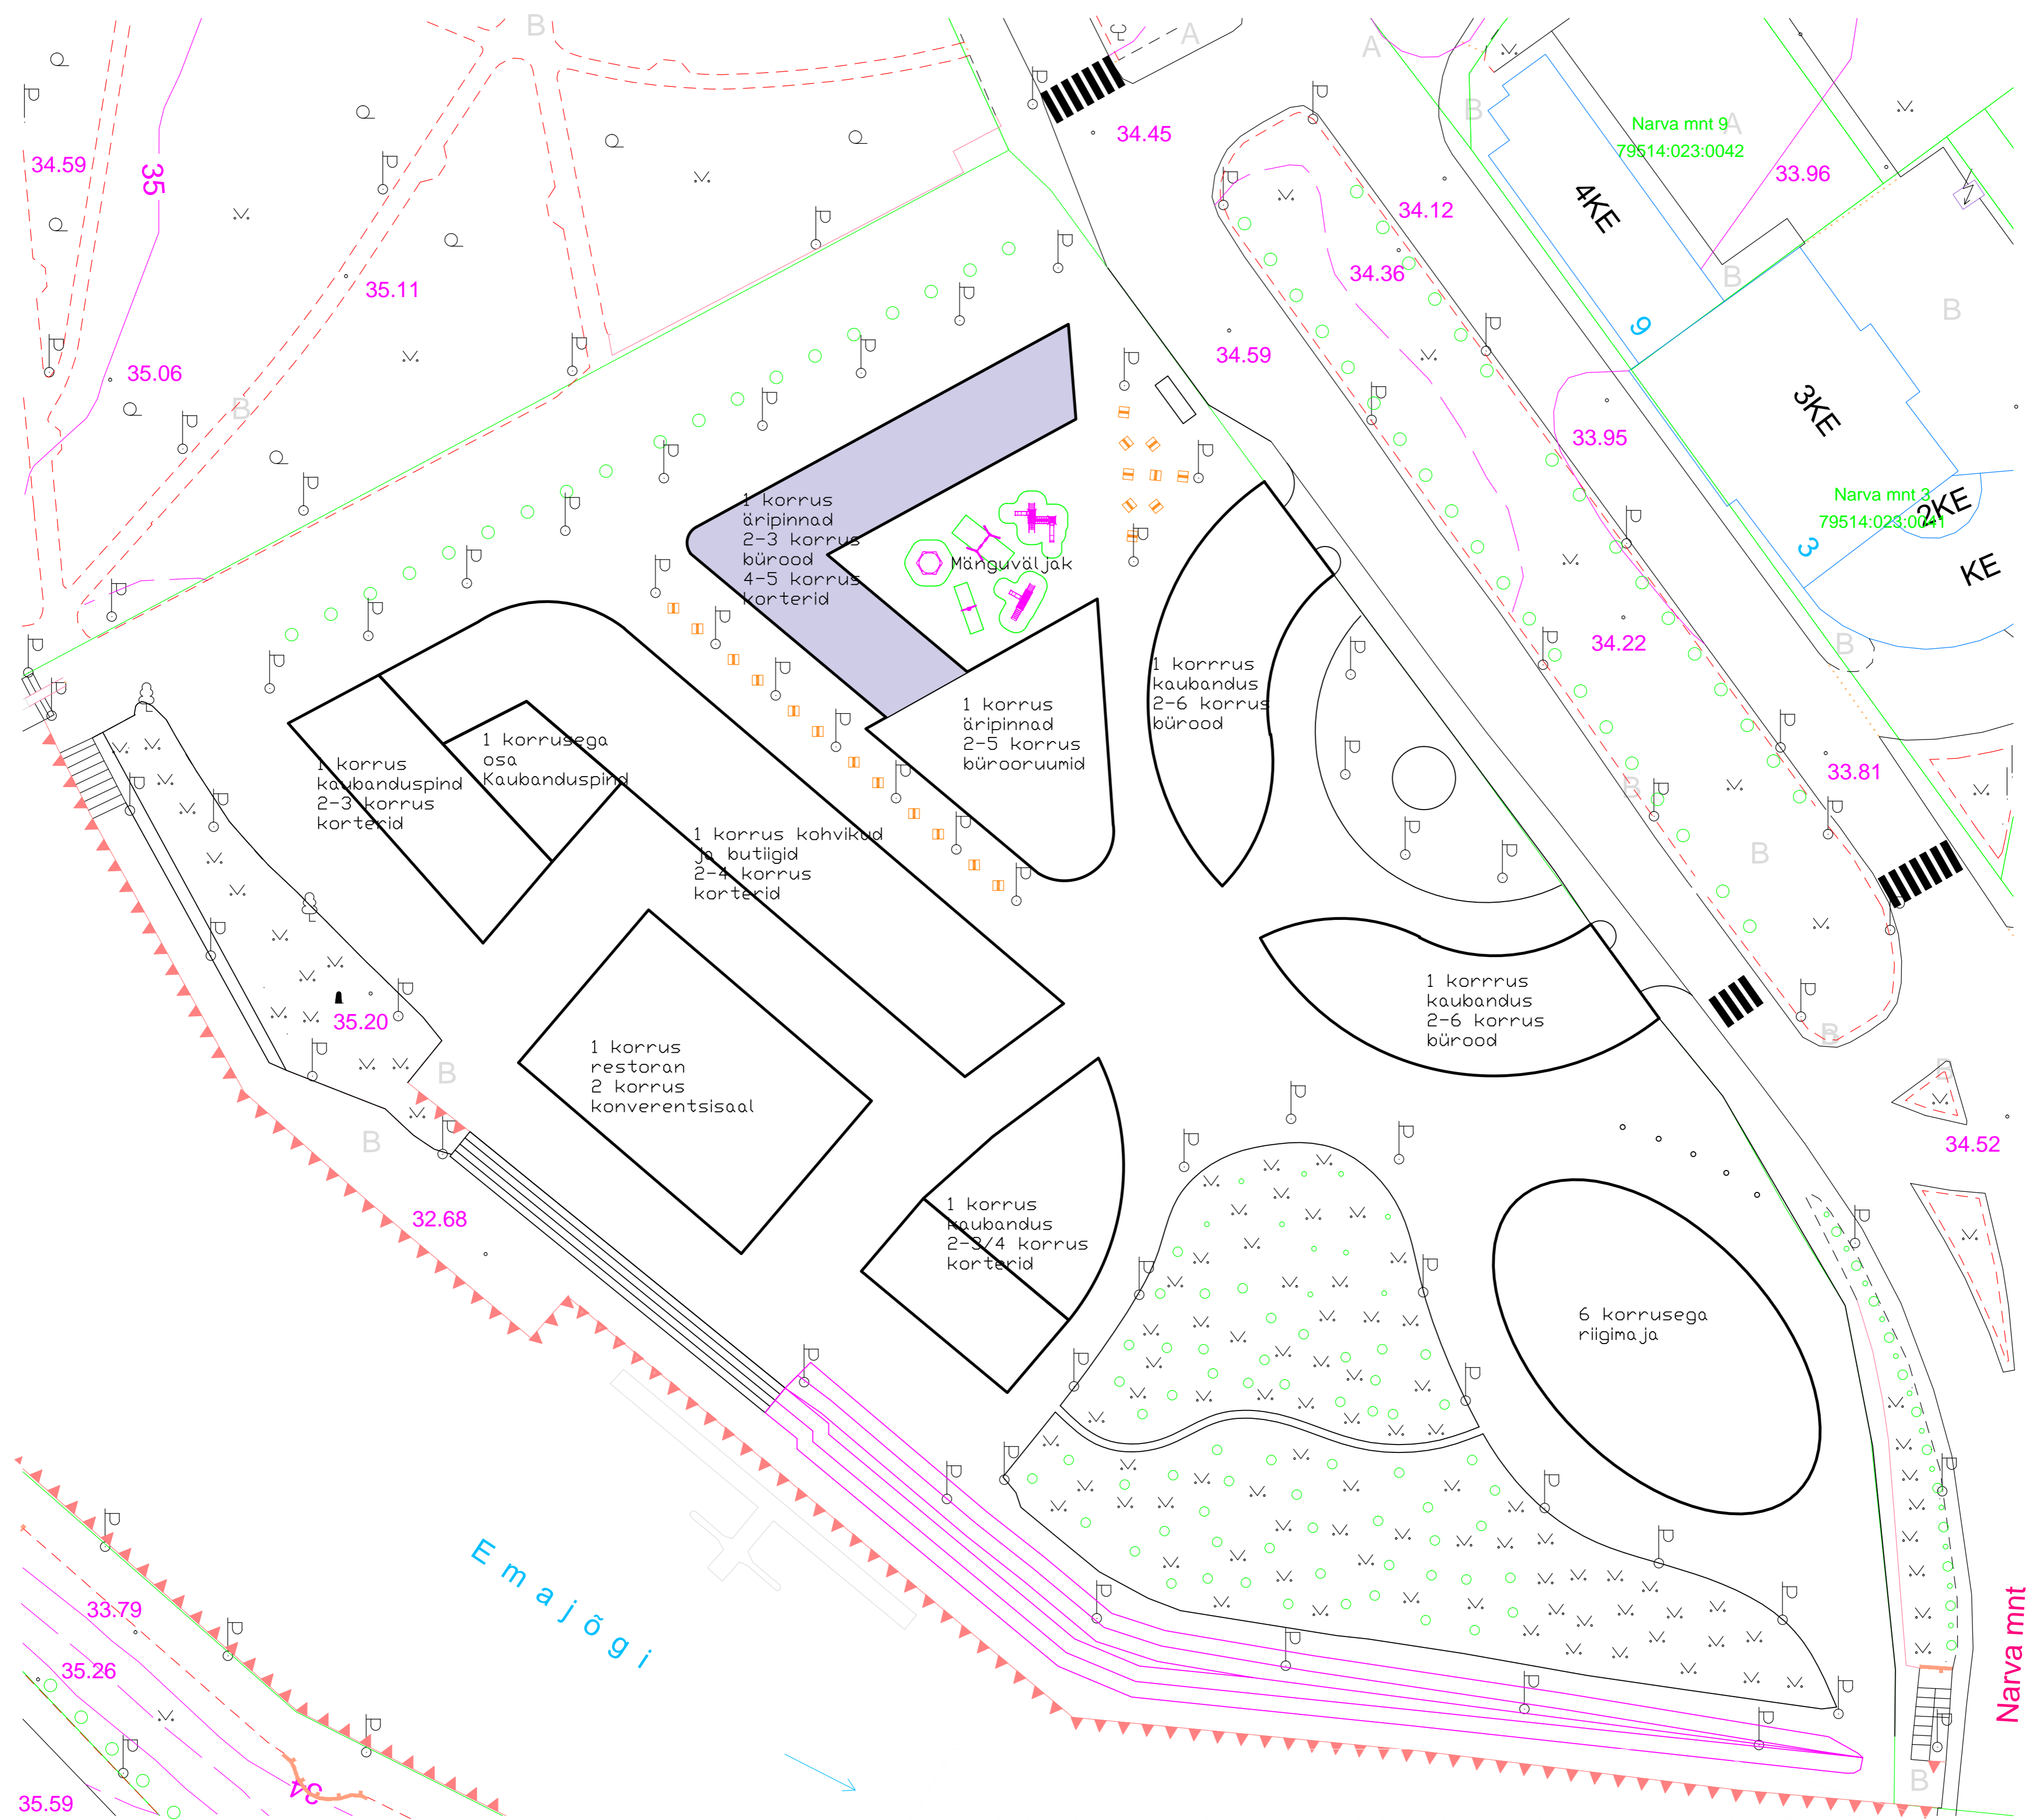 B
A
A
B
B
A
B
B
B
B
B
B
B
B
B
B
B
B
34.45
Narva mnt 9
79514:023:0042
34.59
35
33.96
4KE
34.12
34.36
35.11
9
34.59
35.06
3KE
33.95
Narva mnt 3
79514:023:0041
2KE
3
KE
1 korrus
äripinnad
2-3 korrus
bürood
4-5 korrus
korterid
Mänguväljak
34.22
1 korrrus
kaubandus
2-6 korrus
bürood
1 korrus
äripinnad
2-5 korrus
bürooruumid
1 korrusega
osa
Kaubanduspind
1 korrus
kaubanduspind
2-3 korrus
korterid
33.81
1 korrus kohvikud
ja butiigid
2-4 korrus
korterid
1 korrrus
kaubandus
2-6 korrus
bürood
35.20
1 korrus
restoran
2 korrus
konverentsisaal
34.52
32.68
1 korrus
kaubandus
2-3/4 korrus
korterid
6 korrusega
riigimaja
Emajõgi
33.79
35.26
Narva mnt
34
35.59